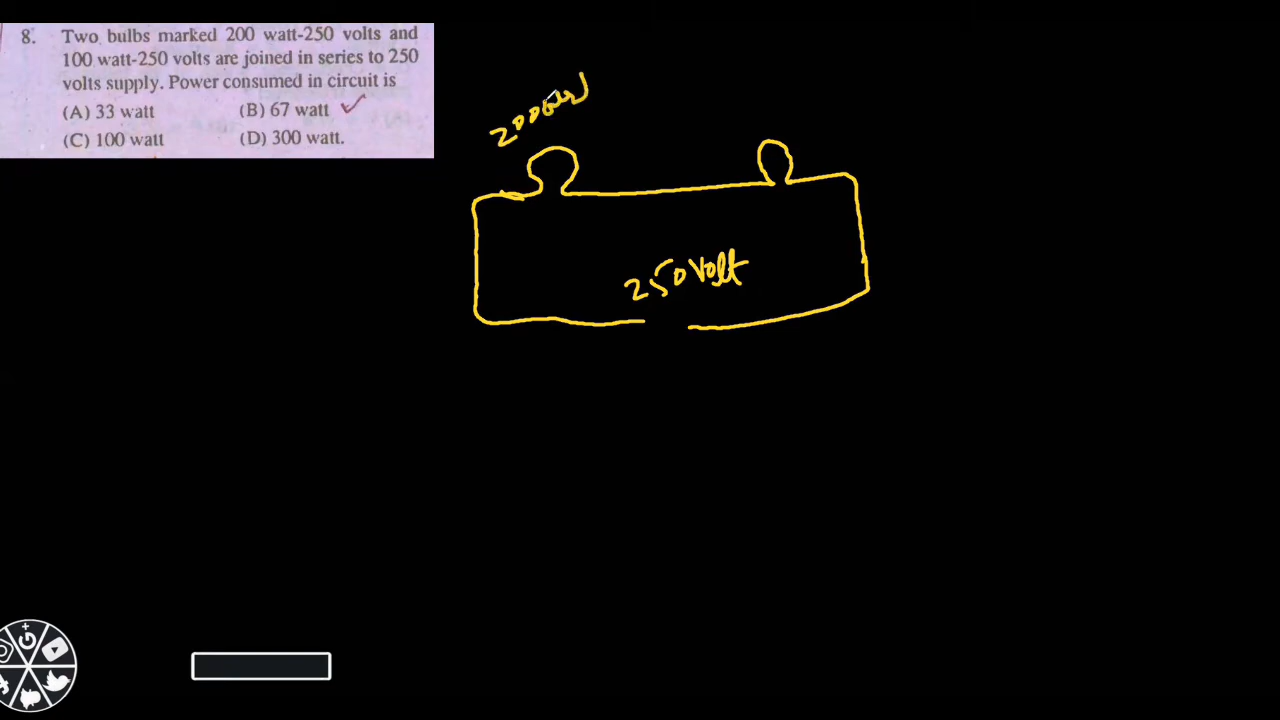 8. Two bulbs marked 200 watt-250 volts and
100 watt-250 volts are joined in series to 250
volts supply. Power consumed in circuit is
(A) 33 watt (B) 67 watt
(C) 100 watt (D) 300 watt.
250 Volt